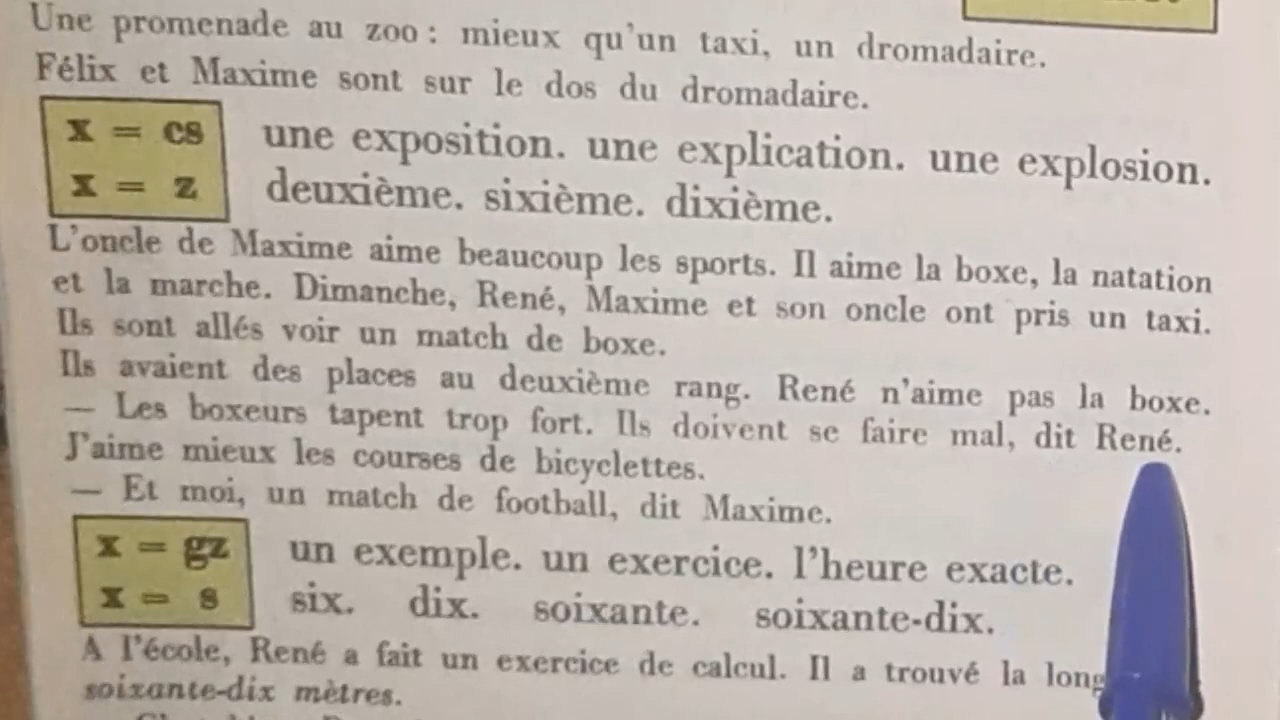 Une promenade au zoo : mieux qu'un taxi, un dromadaire.
Félix et Maxime sont sur le dos du dromadaire.
x = cs
x = z
une exposition. une explication. une explosion.
deuxième. sixième. dixième.
L'oncle de Maxime aime beaucoup les sports. Il aime la boxe, la natation
et la marche. Dimanche, René, Maxime et son oncle ont pris un taxi.
Ils sont allés voir un match de boxe.
Ils avaient des places au deuxième rang. René n'aime pas la boxe.
— Les boxeurs tapent trop fort. Ils doivent se faire mal, dit René.
J'aime mieux les courses de bicyclettes.
— Et moi, un match de football, dit Maxime.
x = gz
x = s
un exemple. un exercice. l'heure exacte.
six. dix. soixante. soixante-dix.
A l'école, René a fait un exercice de calcul. Il a trouvé la long
soixante-dix mètres.